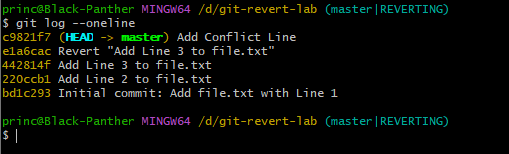 princ@Black-Panther MINGW64 /d/git-revert-lab (master|REVERTING)
$ git log --oneline
c9821f7 (HEAD -> master) Add Conflict Line
e1a6cac Revert "Add Line 3 to file.txt"
442814f Add Line 3 to file.txt
220ccb1 Add Line 2 to file.txt
bd1c293 Initial commit: Add file.txt with Line 1
princ@Black-Panther MINGW64 /d/git-revert-lab (master|REVERTING)
$